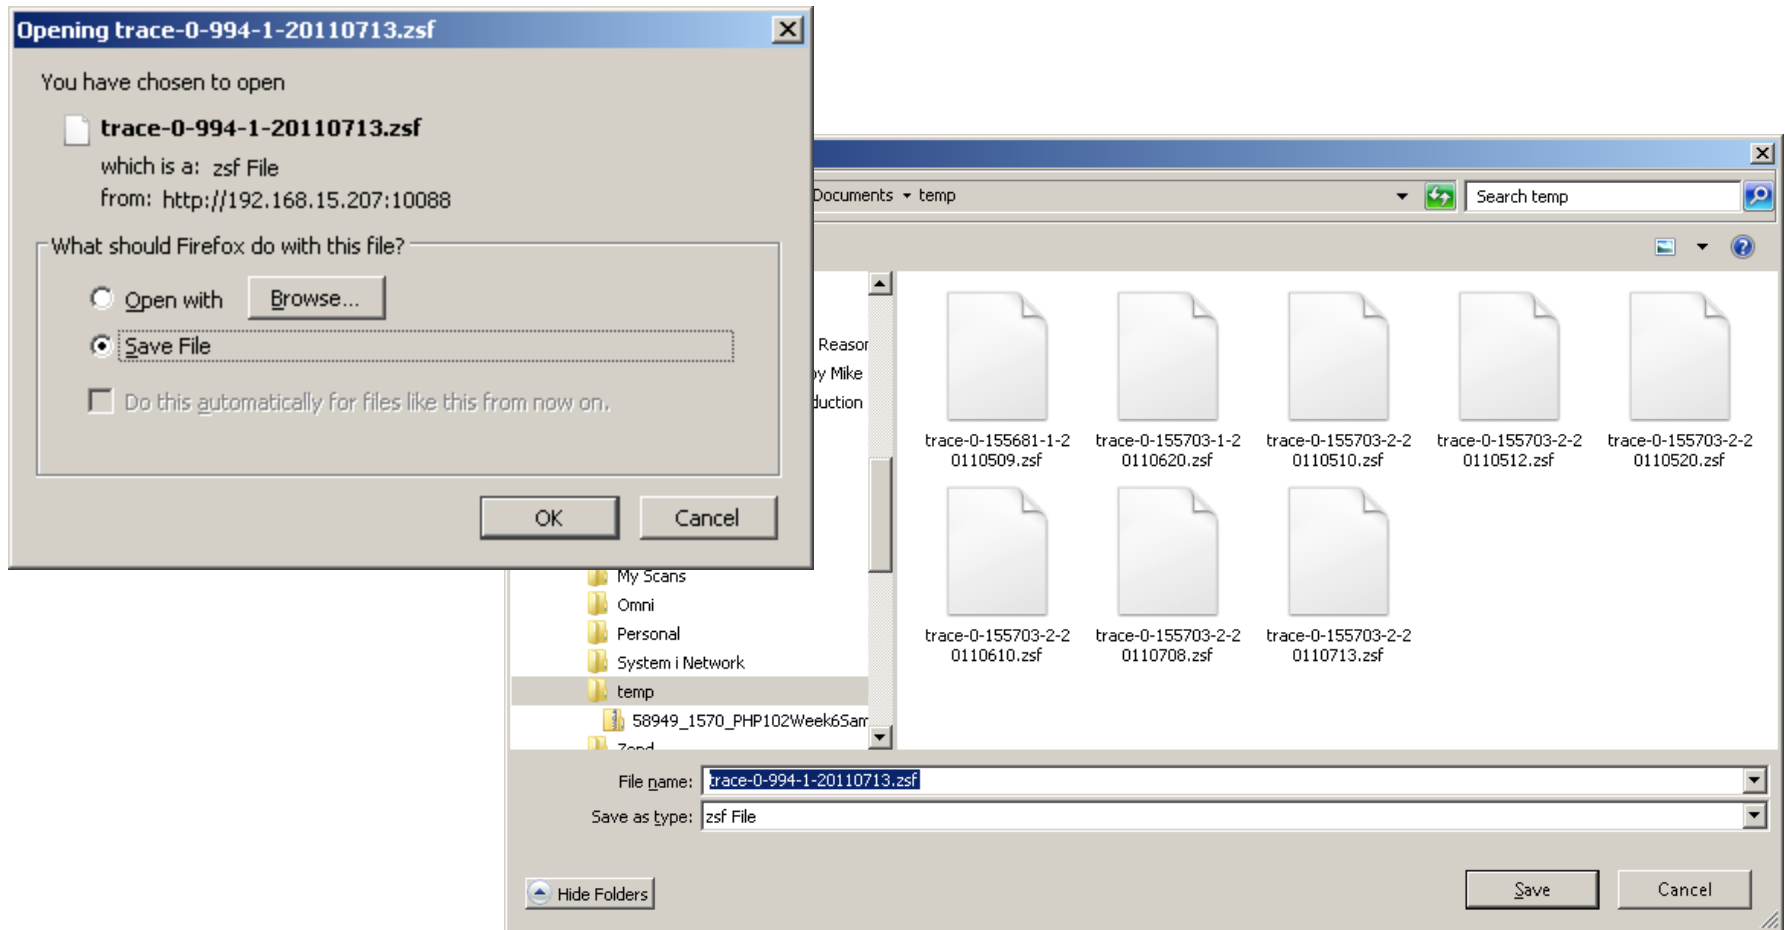 Opening trace-0-994-1-20110713.zsf
You have chosen to open
trace-0-994-1-20110713.zsf
which is a: zsf File
from: http://192.168.15.207:10088
What should Firefox do with this file?
Open with Browse...
Save File
Do this automatically for files like this from now on.
OK Cancel
Documents temp
Search temp
Reasor
by Mike
duction
My Scans
Omni
Personal
System i Network
temp
58949_1570_PHP102Week6Sam
Zend
trace-0-155681-1-2
0110509.zsf
trace-0-155703-1-2
0110620.zsf
trace-0-155703-2-2
0110510.zsf
trace-0-155703-2-2
0110512.zsf
trace-0-155703-2-2
0110520.zsf
trace-0-155703-2-2
0110610.zsf
trace-0-155703-2-2
0110708.zsf
trace-0-155703-2-2
0110713.zsf
File name: trace-0-994-1-20110713.zsf
Save as type: zsf File
Hide Folders
Save Cancel